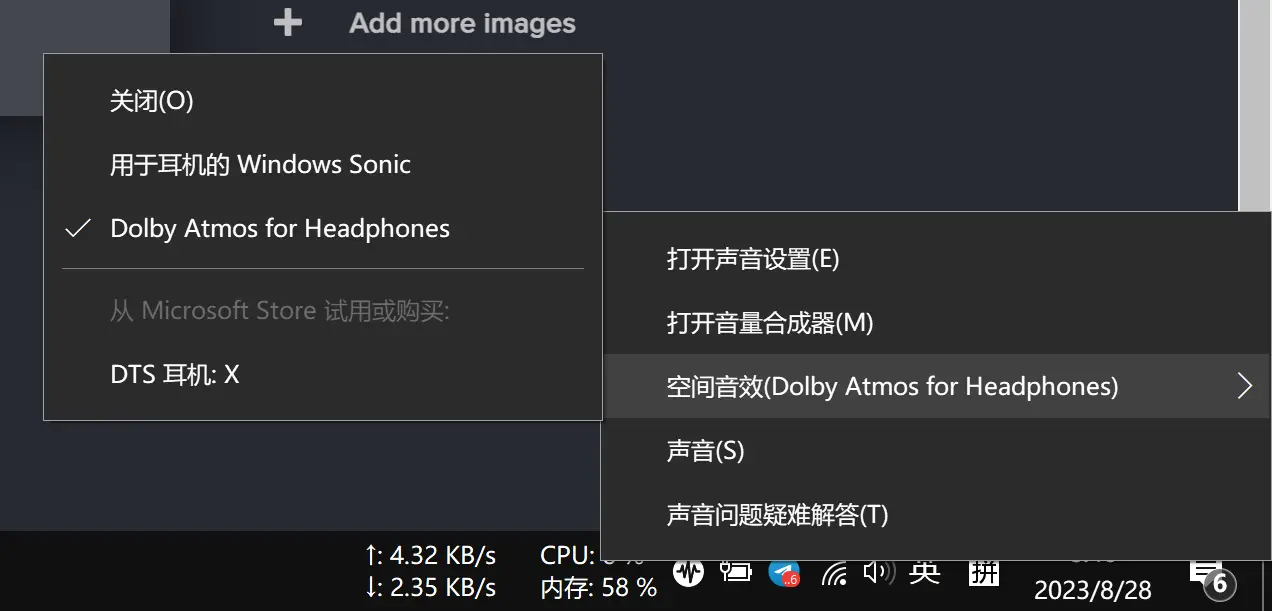 Add more images
关闭(O)
用于耳机的 Windows Sonic
Dolby Atmos for Headphones
从 Microsoft Store 试用或购买:
DTS 耳机: X
打开声音设置(E)
打开音量合成器(M)
空间音效(Dolby Atmos for Headphones)
声音(S)
声音问题疑难解答(T)
↑: 4.32 KB/s
CPU:
↓: 2.35 KB/s
内存: 58 %
..6
英
拼
2023/8/28
6